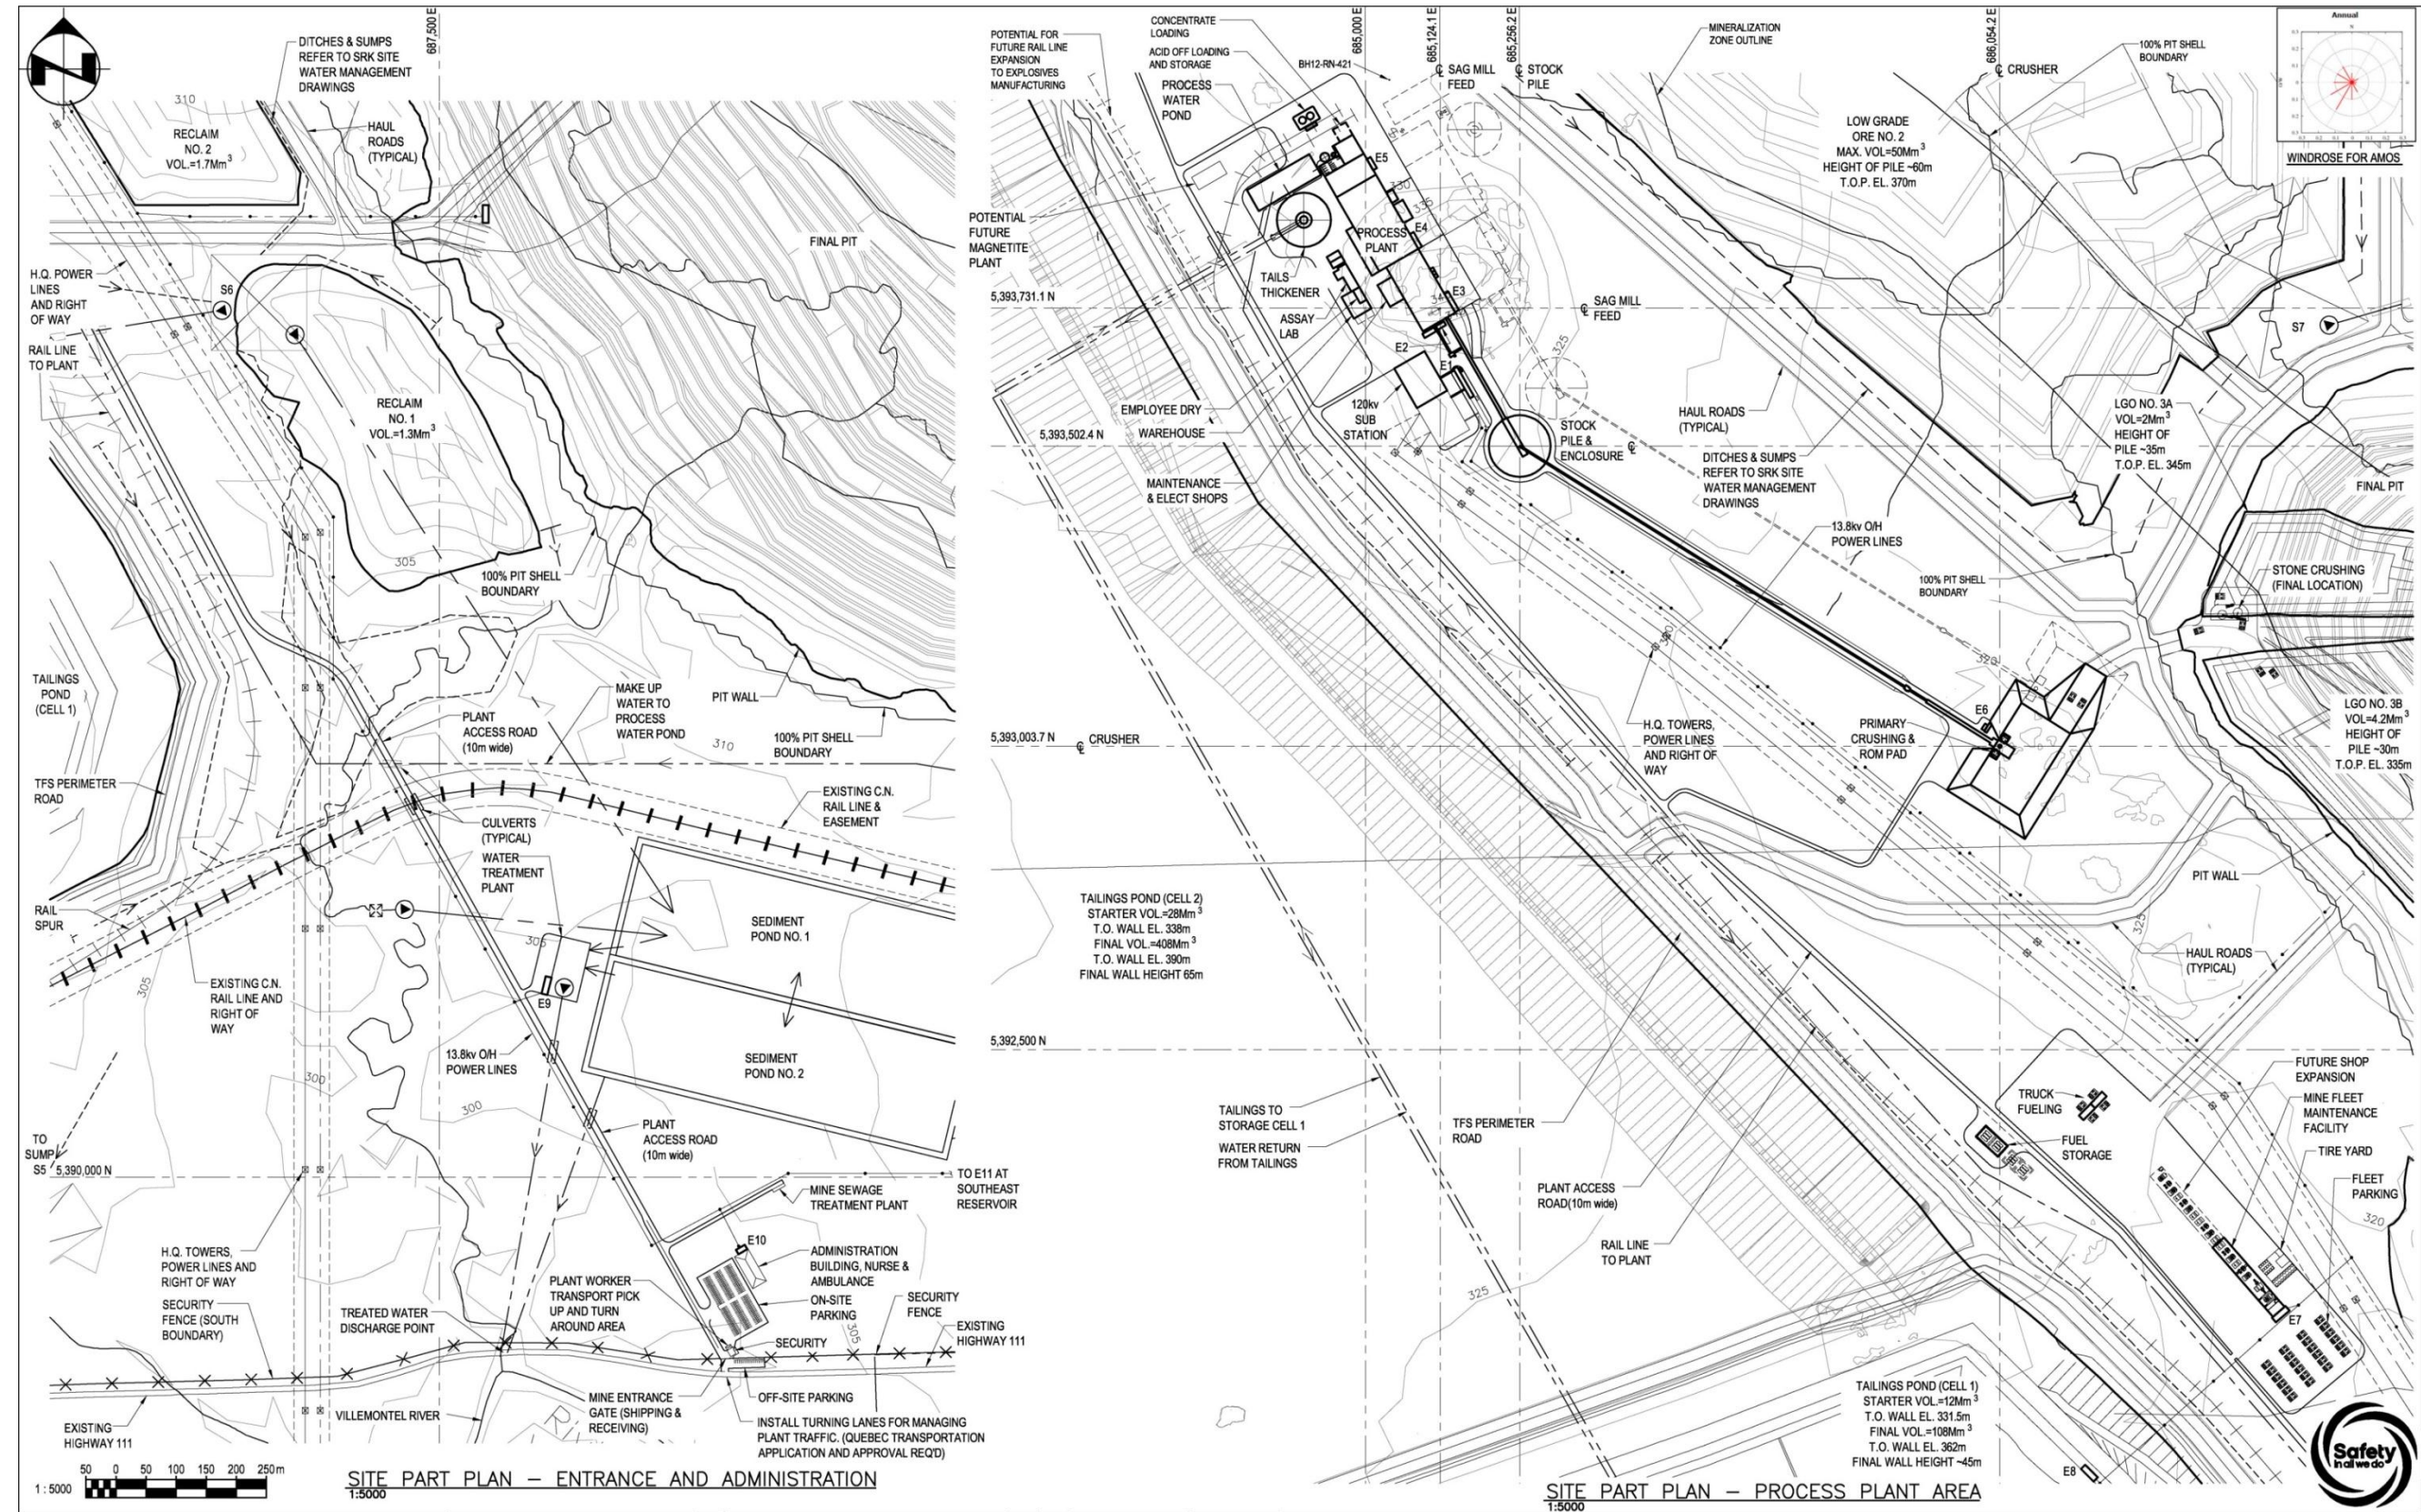 N
DITCHES & SUMPS
REFER TO SRK SITE
WATER MANAGEMENT
DRAWINGS
687,500 E
310
RECLAIM
NO. 2
VOL.=1.7Mm³
HAUL
ROADS
(TYPICAL)
FINAL PIT
H.Q. POWER
LINES
AND RIGHT
OF WAY
S6
RAIL LINE
TO PLANT
RECLAIM
NO. 1
VOL.=1.3Mm³
305
100% PIT SHELL
BOUNDARY
TAILINGS
POND
(CELL 1)
PLANT
ACCESS ROAD
(10m wide)
MAKE UP
WATER TO
PROCESS
WATER POND
PIT WALL
310
100% PIT SHELL
BOUNDARY
TFS PERIMETER
ROAD
EXISTING C.N.
RAIL LINE &
EASEMENT
CULVERTS
(TYPICAL)
WATER
TREATMENT
PLANT
RAIL
SPUR
305
SEDIMENT
POND NO. 1
305
EXISTING C.N.
RAIL LINE AND
RIGHT OF
WAY
E9
13.8kv O/H
POWER LINES
SEDIMENT
POND NO. 2
300
300
PLANT
ACCESS ROAD
(10m wide)
TO
SUMP
S5
5,390,000 N
TO E11 AT
SOUTHEAST
RESERVOIR
MINE SEWAGE
TREATMENT PLANT
E10
H.Q. TOWERS,
POWER LINES AND
RIGHT OF WAY
ADMINISTRATION
BUILDING, NURSE &
AMBULANCE
PLANT WORKER
TRANSPORT PICK
UP AND TURN
AROUND AREA
ON-SITE
PARKING
SECURITY
FENCE
SECURITY
FENCE (SOUTH
BOUNDARY)
TREATED WATER
DISCHARGE POINT
305
EXISTING
HIGHWAY 111
SECURITY
MINE ENTRANCE
GATE (SHIPPING &
RECEIVING)
OFF-SITE PARKING
VILLEMONTEL RIVER
R
EXISTING
HIGHWAY 111
INSTALL TURNING LANES FOR MANAGING
PLANT TRAFFIC. (QUEBEC TRANSPORTATION
APPLICATION AND APPROVAL REQ'D)
50 0 50 100 150 200 250m
1 : 5000
SITE PART PLAN – ENTRANCE AND ADMINISTRATION
1:5000
POTENTIAL FOR
FUTURE RAIL LINE
EXPANSION
TO EXPLOSIVES
MANUFACTURING
CONCENTRATE
LOADING
ACID OFF LOADING
AND STORAGE
PROCESS
WATER
POND
BH12-RN-421
685,000 E
685,124.1 E
SAG MILL
FEED
685,256.2 E
STOCK
PILE
MINERALIZATION
ZONE OUTLINE
686,054.2 E
CRUSHER
100% PIT SHELL
BOUNDARY
Annual
N
WINDROSE FOR AMOS
LOW GRADE
ORE NO. 2
MAX. VOL=50Mm³
HEIGHT OF PILE ~60m
T.O.P. EL. 370m
E5
330
335
POTENTIAL
FUTURE
MAGNETITE
PLANT
E4
PROCESS
PLANT
TAILS
THICKENER
E3
5,393,731.1 N
SAG MILL
FEED
ASSAY
LAB
S7
E2
325
E1
EMPLOYEE DRY
WAREHOUSE
120kv
SUB
STATION
HAUL ROADS
(TYPICAL)
LGO NO. 3A
VOL=2Mm³
HEIGHT OF
PILE ~35m
T.O.P. EL. 345m
5,393,502.4 N
STOCK
PILE &
ENCLOSURE
DITCHES & SUMPS
REFER TO SRK SITE
WATER MANAGEMENT
DRAWINGS
MAINTENANCE
& ELECT SHOPS
FINAL PIT
13.8kv O/H
POWER LINES
100% PIT SHELL
BOUNDARY
STONE CRUSHING
(FINAL LOCATION)
320
320
H.Q. TOWERS,
POWER LINES
AND RIGHT OF
WAY
PRIMARY
CRUSHING &
ROM PAD
E6
LGO NO. 3B
VOL=4.2Mm³
HEIGHT OF
PILE ~30m
T.O.P. EL. 335m
5,393,003.7 N
CRUSHER
PIT WALL
TAILINGS POND (CELL 2)
STARTER VOL.=28Mm³
T.O. WALL EL. 338m
FINAL VOL.=408Mm³
T.O. WALL EL. 390m
FINAL WALL HEIGHT 65m
325
HAUL ROADS
(TYPICAL)
5,392,500 N
FUTURE SHOP
EXPANSION
TRUCK
FUELING
MINE FLEET
MAINTENANCE
FACILITY
TAILINGS TO
STORAGE CELL 1
TFS PERIMETER
ROAD
FUEL
STORAGE
TIRE YARD
WATER RETURN
FROM TAILINGS
FLEET
PARKING
PLANT ACCESS
ROAD(10m wide)
320
RAIL LINE
TO PLANT
325
E7
TAILINGS POND (CELL 1)
STARTER VOL.=12Mm³
T.O. WALL EL. 331.5m
FINAL VOL.=108Mm³
T.O. WALL EL. 362m
FINAL WALL HEIGHT ~45m
E8
Safety
in all we do
SITE PART PLAN – PROCESS PLANT AREA
1:5000